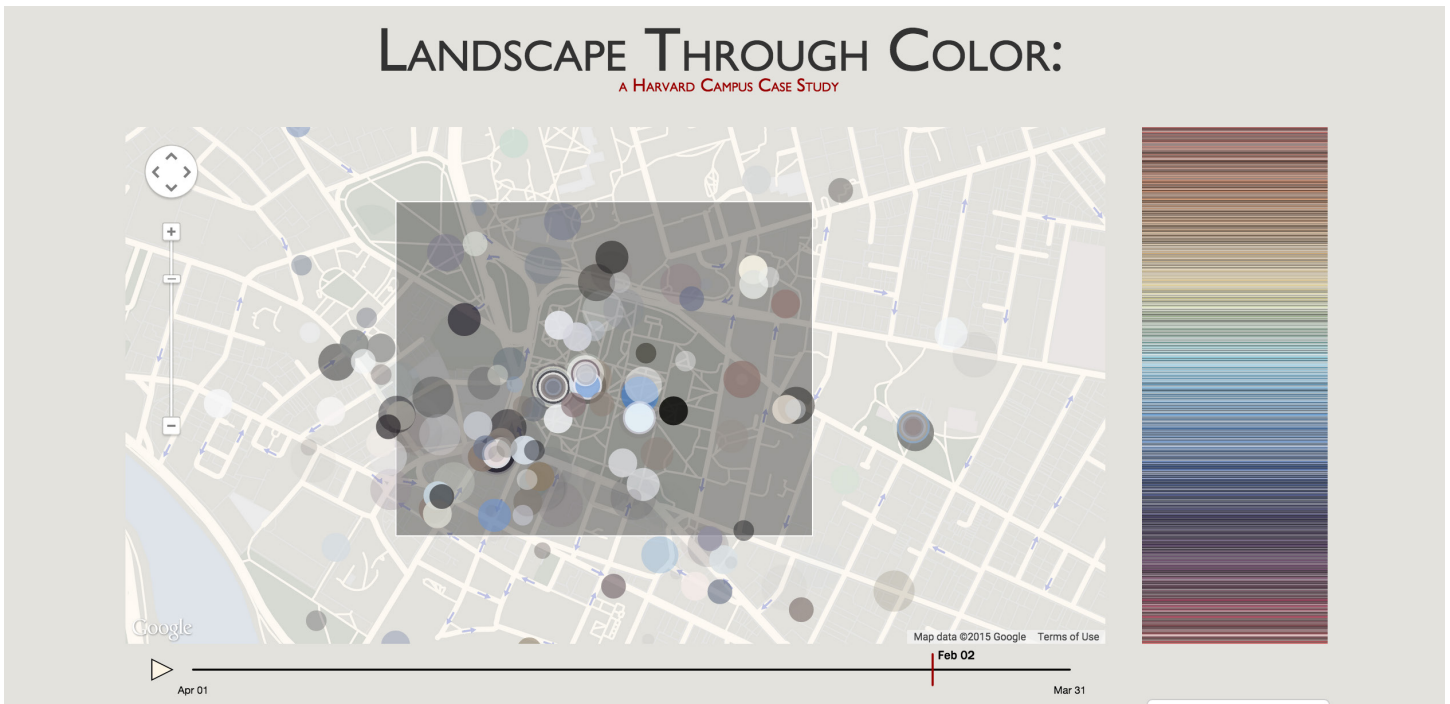 Landscape Through Color:
a Harvard Campus Case Study
Google
Map data ©2015 Google Terms of Use
Feb 02
Apr 01
Mar 31